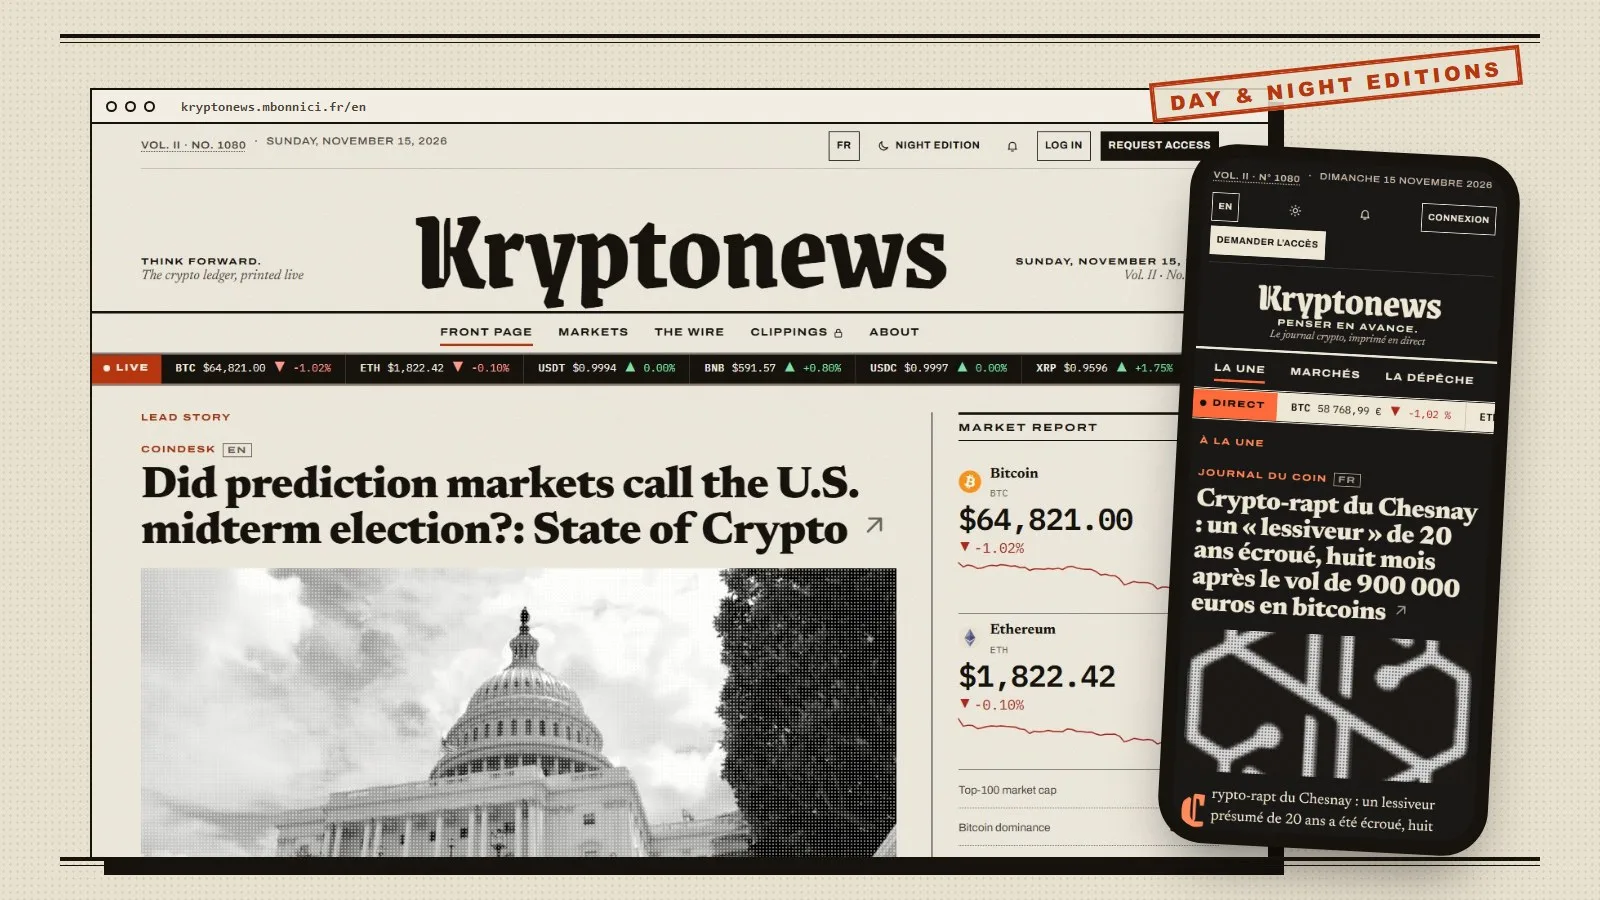 DAY & NIGHT EDITIONS
kryptonews.mbonnici.fr/en
VOL. II · NO. 1080 · SUNDAY, NOVEMBER 15, 2026
FR NIGHT EDITION LOG IN REQUEST ACCESS
THINK FORWARD.
The crypto ledger, printed live
Kryptonews
SUNDAY, NOVEMBER 15,
Vol. II · No.
FRONT PAGE MARKETS THE WIRE CLIPPINGS ABOUT
LIVE BTC $64,821.00 ▼ -1.02% ETH $1,822.42 ▼ -0.10% USDT $0.9994 ▲ 0.00% BNB $591.57 ▲ +0.80% USDC $0.9997 ▲ 0.00% XRP $0.9596 ▲ +1.75%
LEAD STORY
COINDESK EN
Did prediction markets call the U.S.
midterm election?: State of Crypto
MARKET REPORT
Bitcoin
BTC
$64,821.00
▼ -1.02%
Ethereum
ETH
$1,822.42
▼ -0.10%
Top-100 market cap
Bitcoin dominance
VOL. II · N° 1080 · DIMANCHE 15 NOVEMBRE 2026
EN CONNEXION
DEMANDER L'ACCÈS
Kryptonews
PENSER EN AVANCE.
Le journal crypto, imprimé en direct
LA UNE MARCHÉS LA DÉPÊCHE
DIRECT BTC 58 768,99 € ▼ -1,02 % ET
À LA UNE
JOURNAL DU COIN FR
Crypto-rapt du Chesnay
: un « lessiveur » de 20
ans écroué, huit mois
après le vol de 900 000
euros en bitcoins
Crypto-rapt du Chesnay : un lessiveur
présumé de 20 ans a été écroué, huit